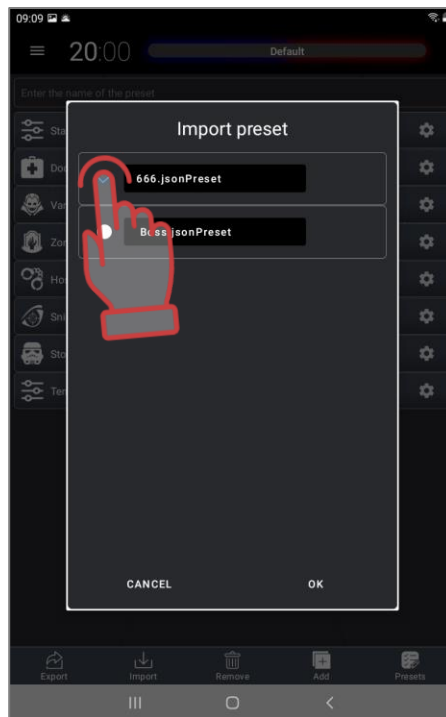 09:09
20:00
Default
Enter the name of the preset
Import preset
666.jsonPreset
Boss.jsonPreset
CANCEL
OK
Export
Import
Remove
Add
Presets